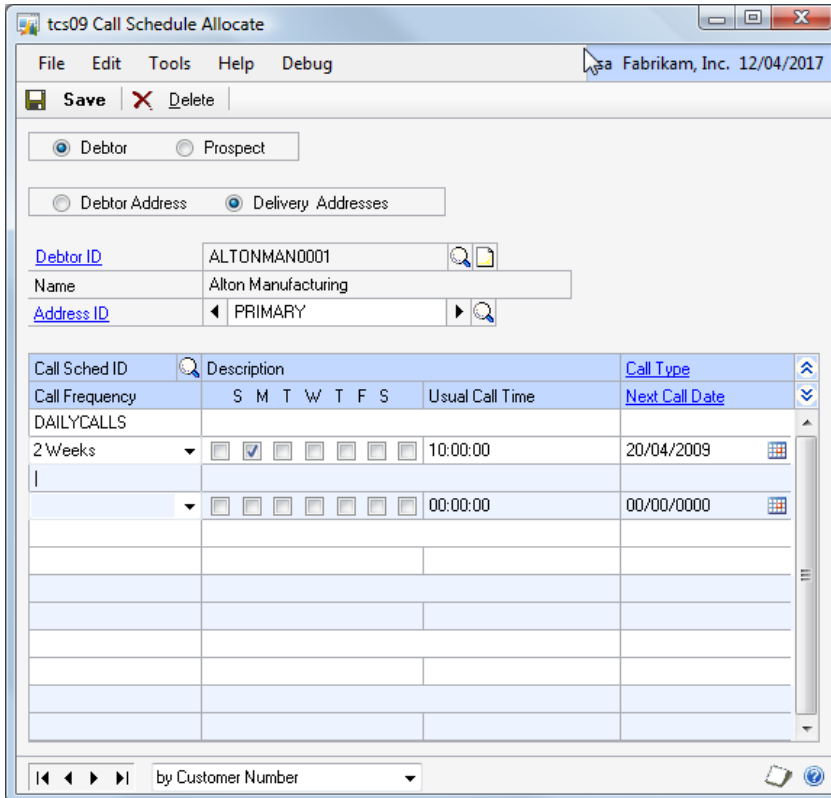 tcs09 Call Schedule Allocate
File Edit Tools Help Debug sa Fabrikam, Inc. 12/04/2017
Save Delete
Debtor Prospect
Debtor Address Delivery Addresses
Debtor ID ALTONMAN0001
Name Alton Manufacturing
Address ID PRIMARY
Call Sched ID Description Call Type
Call Frequency S M T W T F S Usual Call Time Next Call Date
DAILYCALLS
2 Weeks 10:00:00 20/04/2009
00:00:00 00/00/0000
by Customer Number